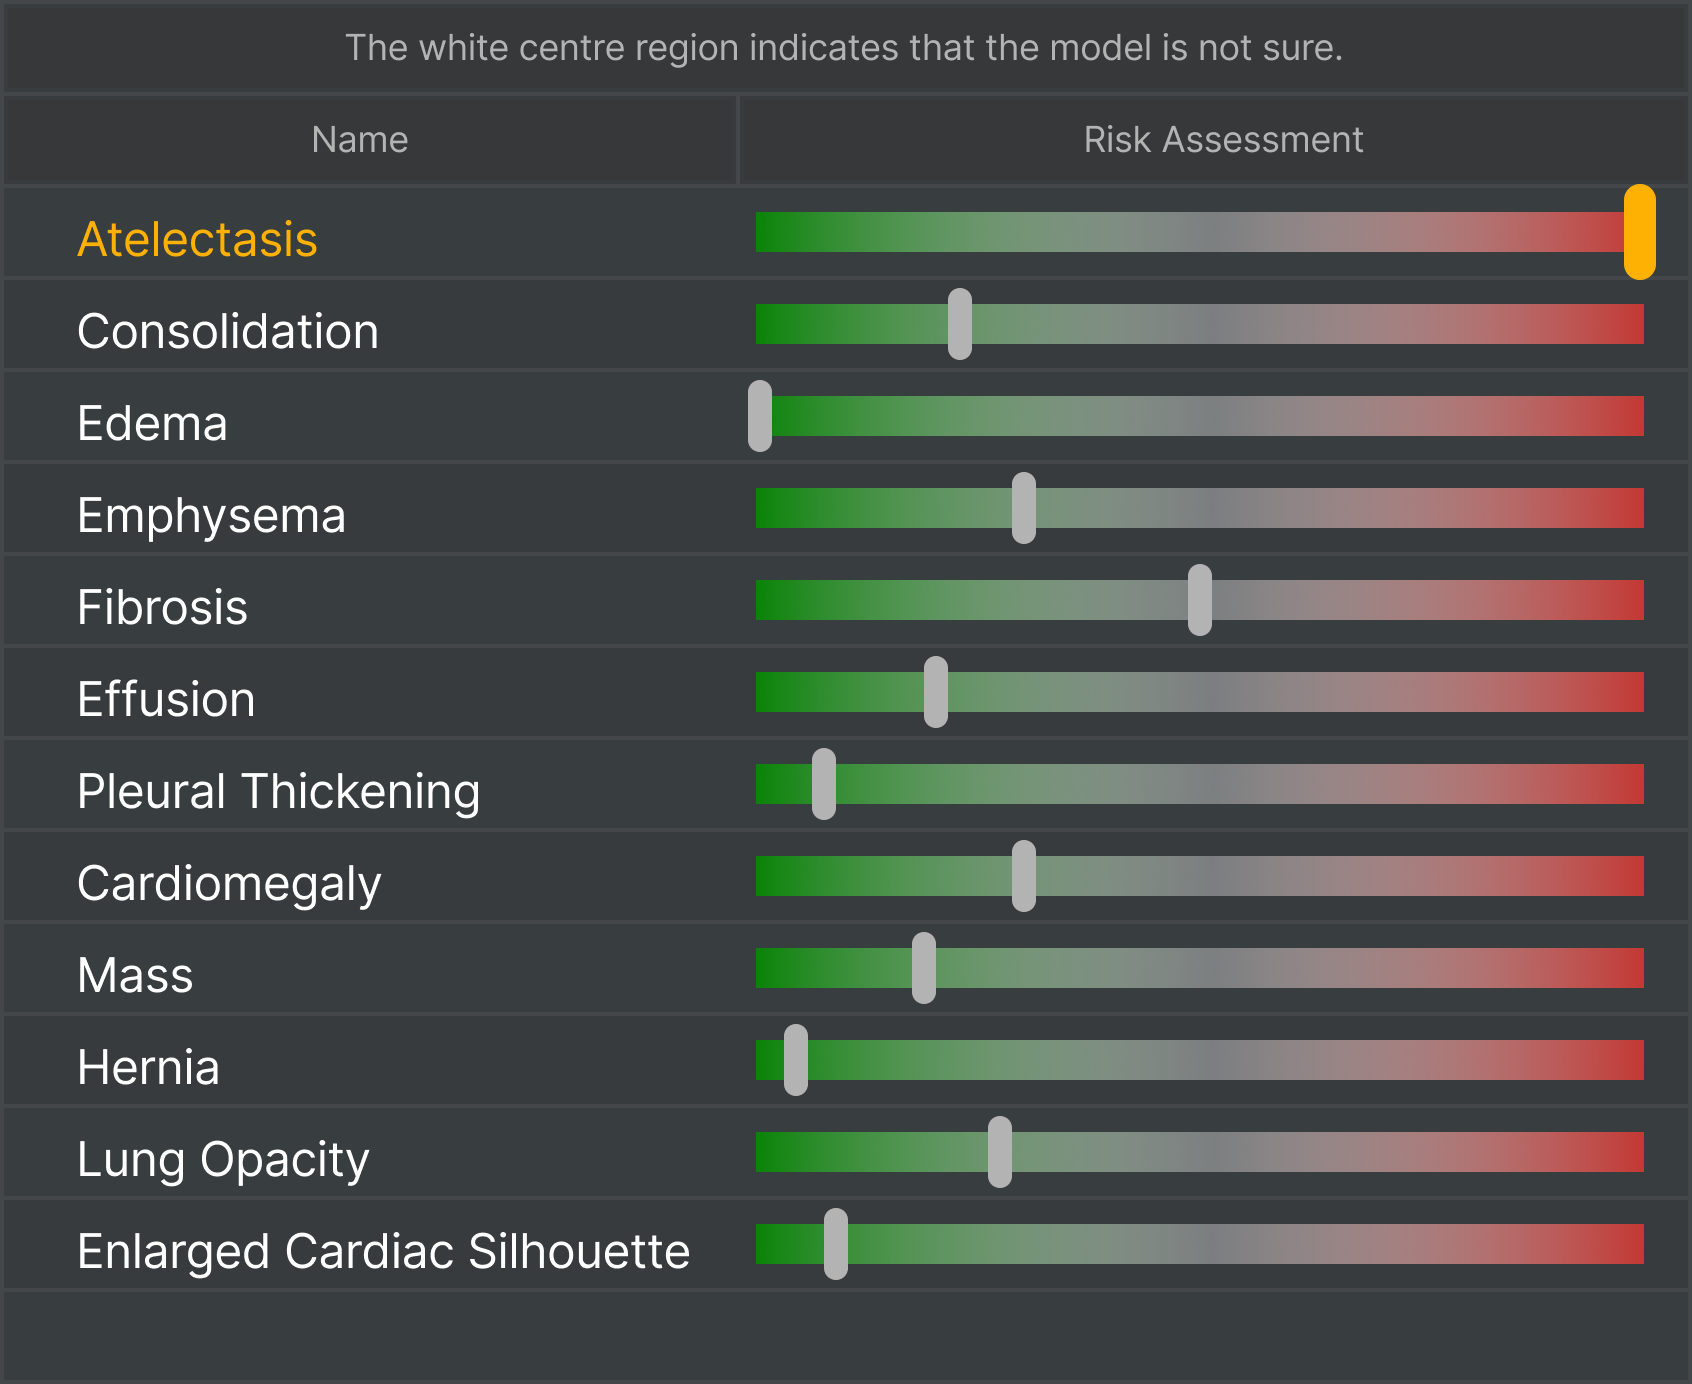 The white centre region indicates that the model is not sure.
Name Risk Assessment
Atelectasis
Consolidation
Edema
Emphysema
Fibrosis
Effusion
Pleural Thickening
Cardiomegaly
Mass
Hernia
Lung Opacity
Enlarged Cardiac Silhouette